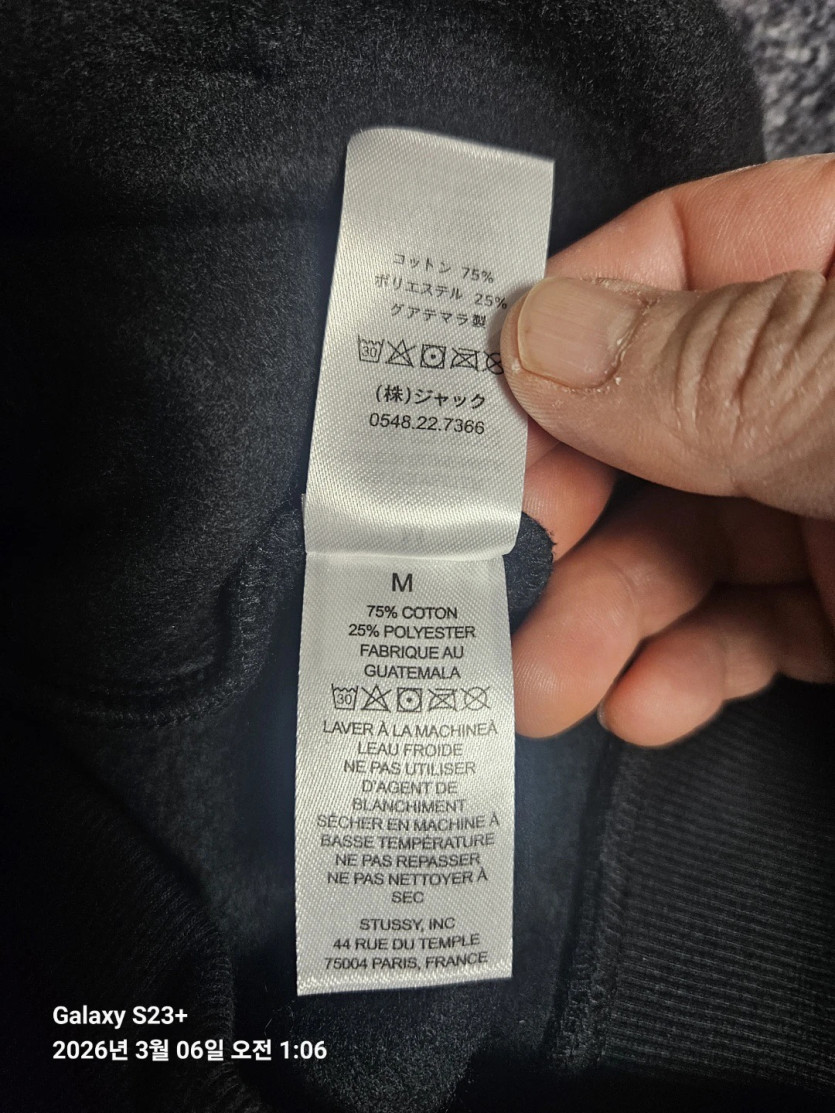 コットン 75%
ポリエステル 25%
グアテマラ製
30
(株)ジャック
0548.22.7366
M
75% COTON
25% POLYESTER
FABRIQUE AU
GUATEMALA
30
LAVER À LA MACHINEÀ
LEAU FROIDE
NE PAS UTILISER
D'AGENT DE
BLANCHIMENT
SÉCHER EN MACHINE À
BASSE TEMPÉRATURE
NE PAS REPASSER
NE PAS NETTOYER À
SEC
STUSSY, INC
44 RUE DU TEMPLE
75004 PARIS, FRANCE
Galaxy S23+
2026년 3월 06일 오전 1:06